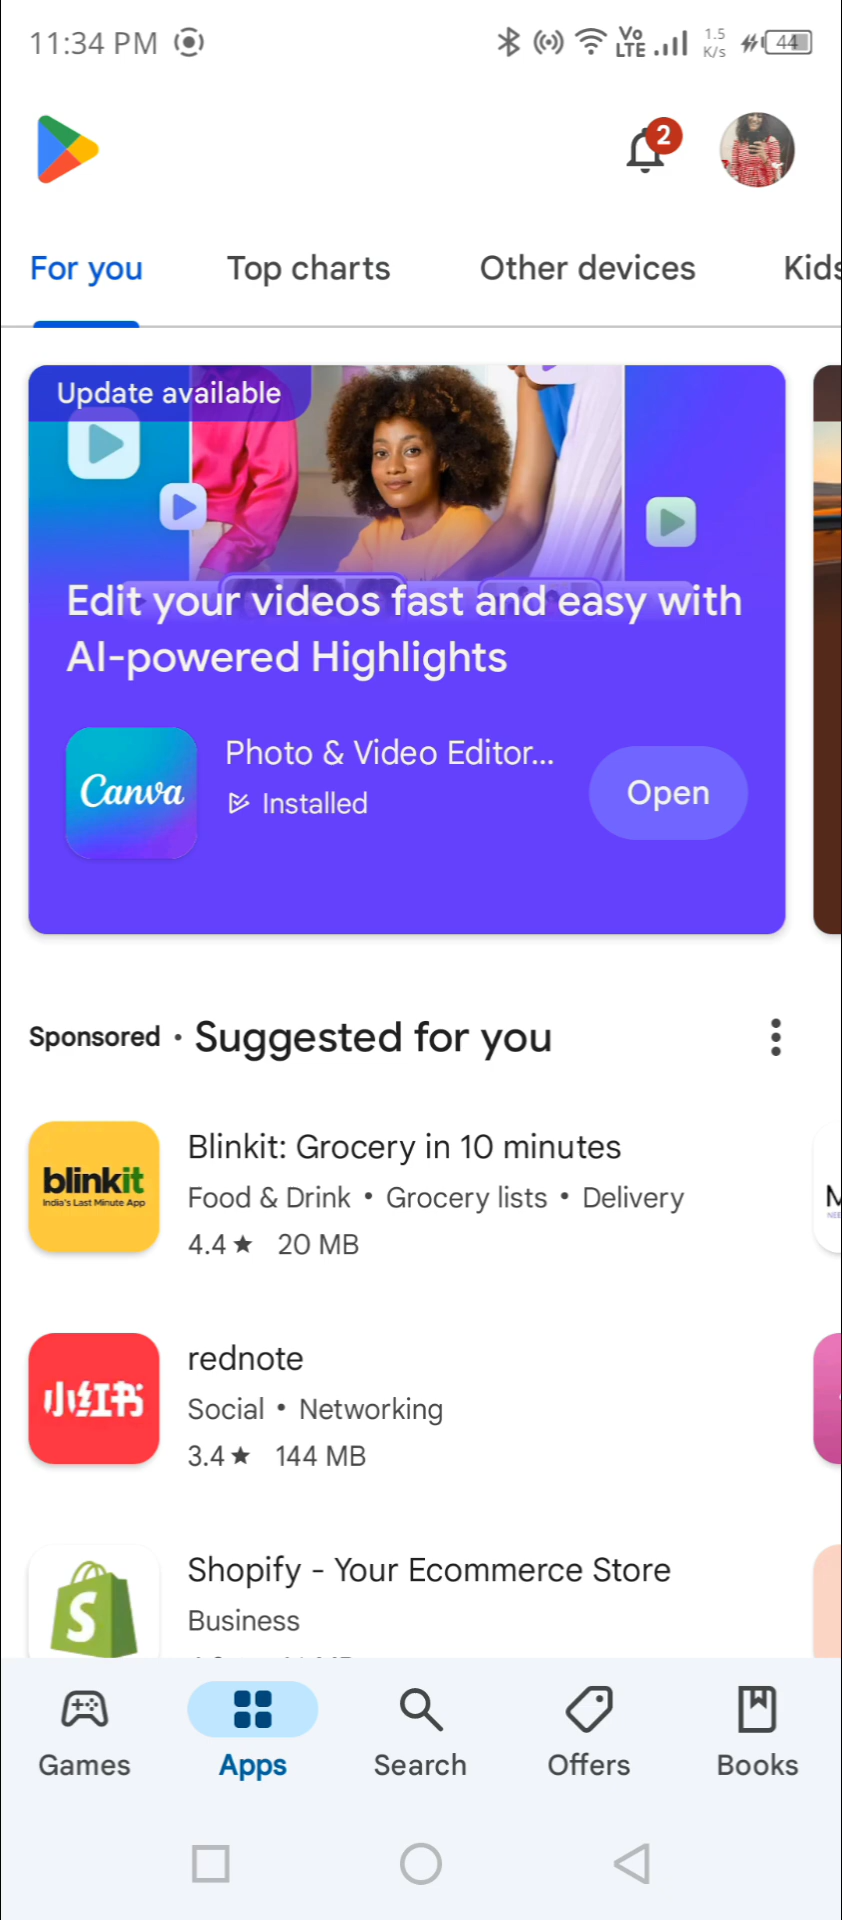 11:34 PM Vo LTE 1.5 K/s 44
2
For you Top charts Other devices Kids
Update available
Edit your videos fast and easy with
AI-powered Highlights
Canva
Photo & Video Editor...
Installed
Open
Sponsored • Suggested for you
blinkit
India's Last Minute App
Blinkit: Grocery in 10 minutes
Food & Drink • Grocery lists • Delivery
4.4★ 20 MB
小红书
rednote
Social • Networking
3.4★ 144 MB
S
Shopify - Your Ecommerce Store
Business
Games Apps Search Offers Books